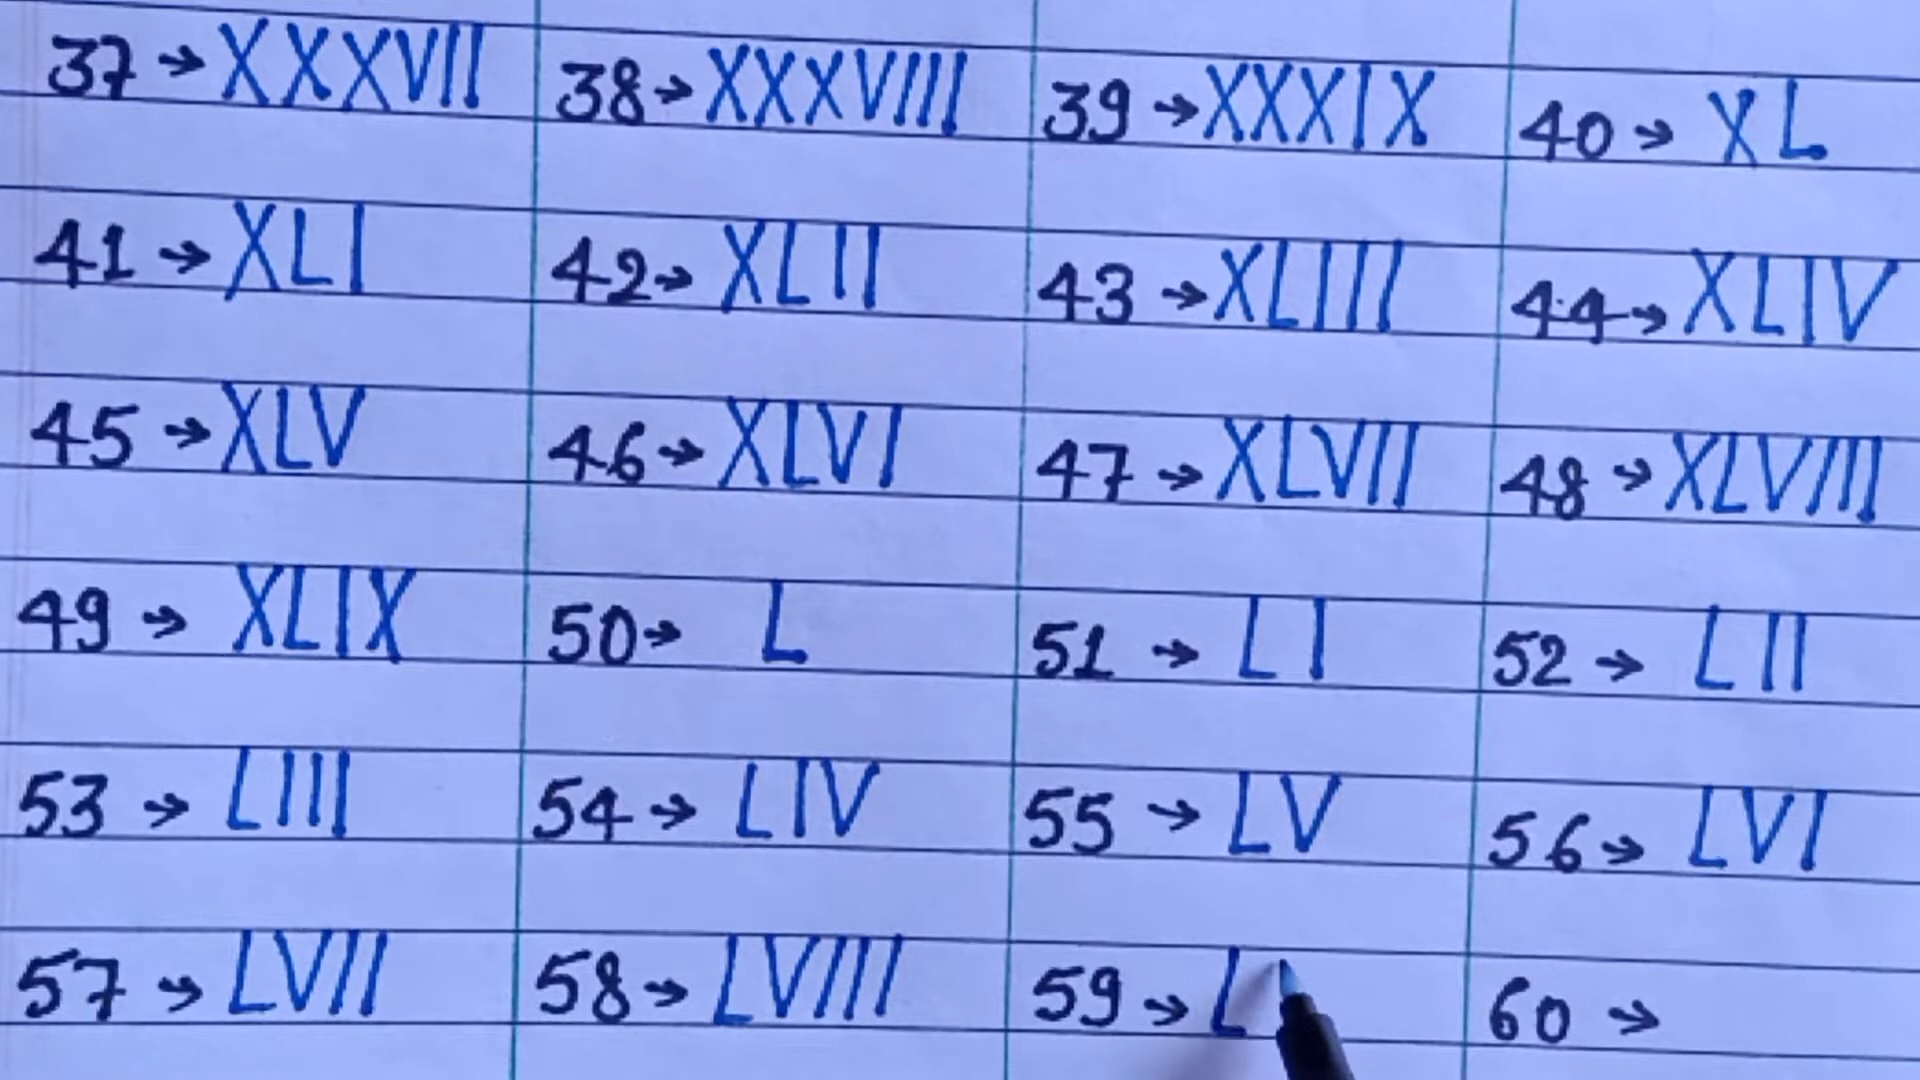 37 → XXXVII 38 → XXXVIII 39 → XXXIX 40 → XL
41 → XLI 42 → XLII 43 → XLIII 44 → XLIV
45 → XLV 46 → XLVI 47 → XLVII 48 → XLVIII
49 → XLIX 50 → L 51 → LI 52 → LII
53 → LIII 54 → LIV 55 → LV 56 → LVI
57 → LVII 58 → LVIII 59 → L 60 →